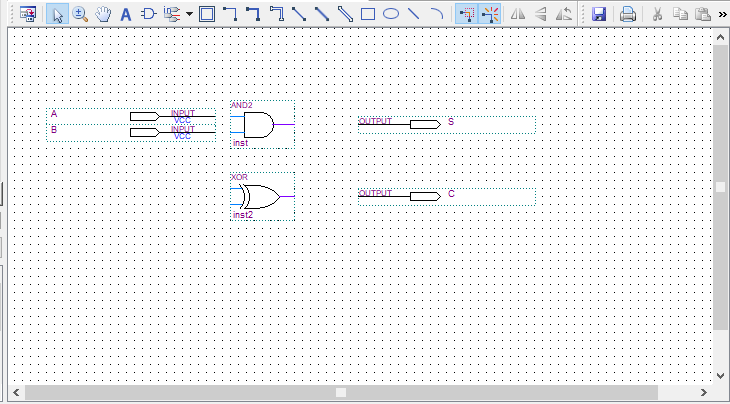 A
AND2
A INPUT
VCC
B INPUT
VCC
inst
OUTPUT S
XOR
inst2
OUTPUT C
»